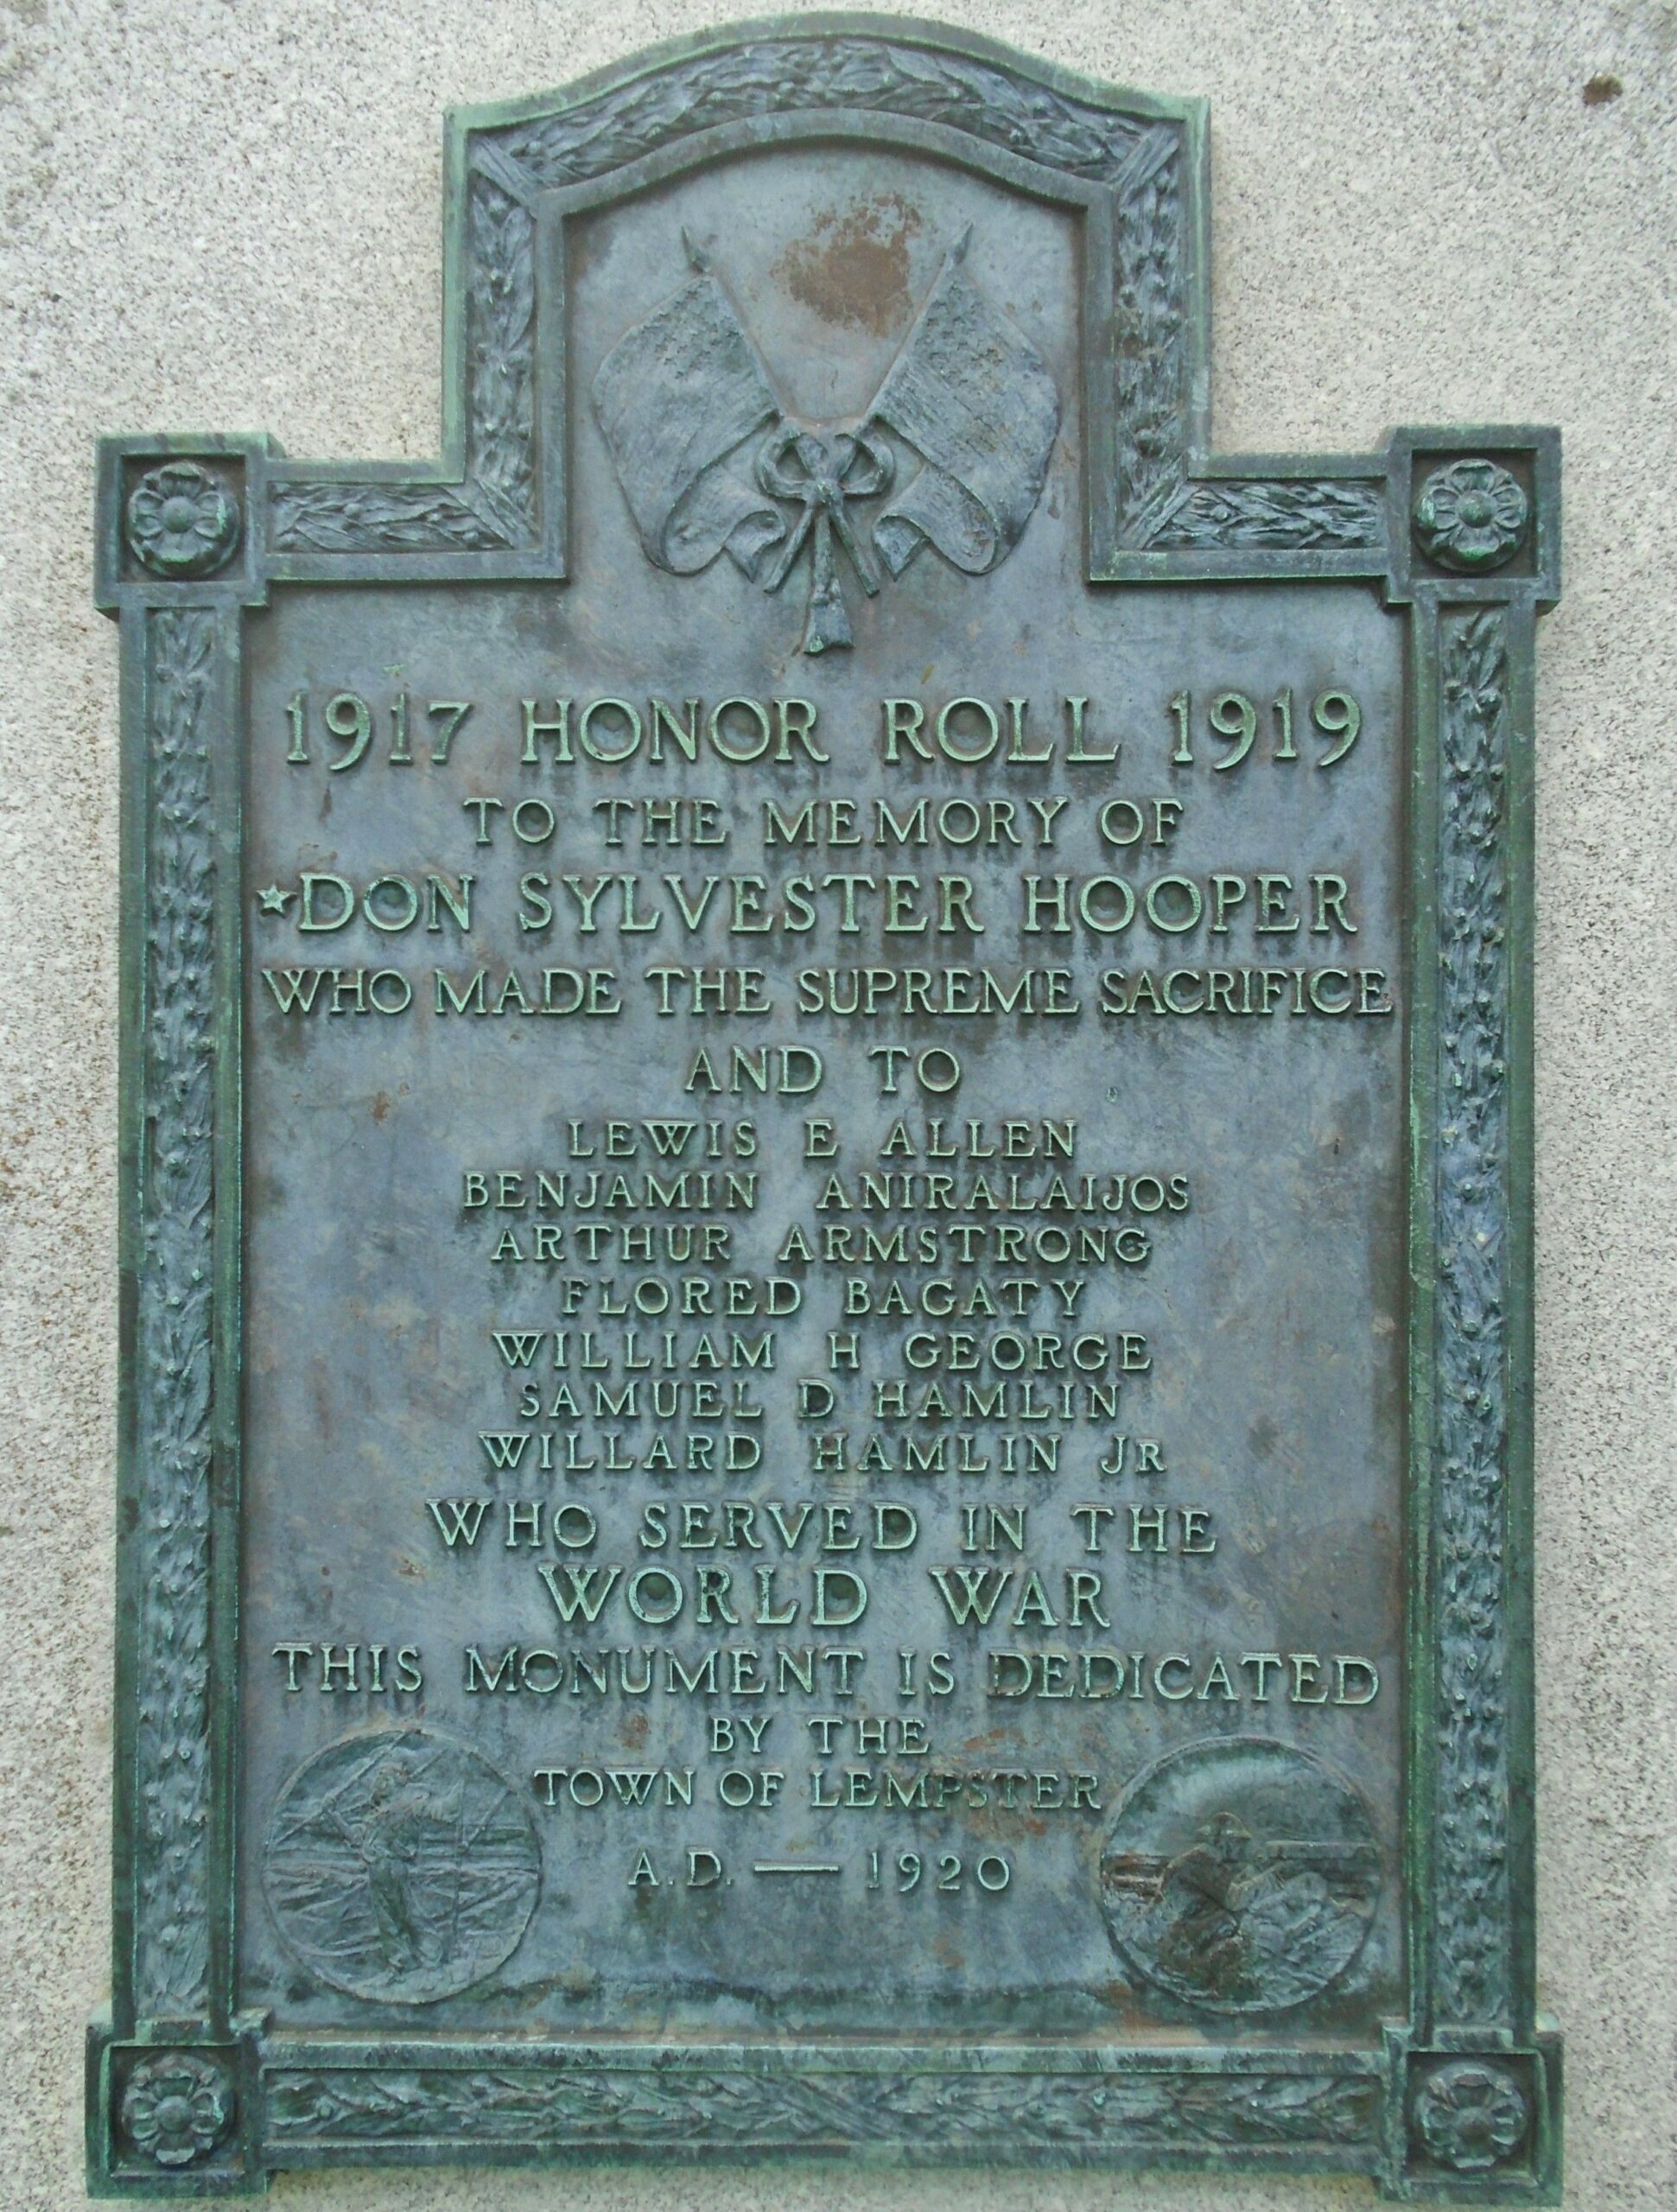 1917 HONOR ROLL 1919
TO THE MEMORY OF
★DON SYLVESTER HOOPER
WHO MADE THE SUPREME SACRIFICE
AND TO
LEWIS E ALLEN
BENJAMIN ANIRALAIJOS
ARTHUR ARMSTRONG
FLORED BAGATY
WILLIAM H GEORGE
SAMUEL D HAMLIN
WILLARD HAMLIN JR
WHO SERVED IN THE
WORLD WAR
THIS MONUMENT IS DEDICATED
BY THE
TOWN OF LEMPSTER
A.D. — 1920